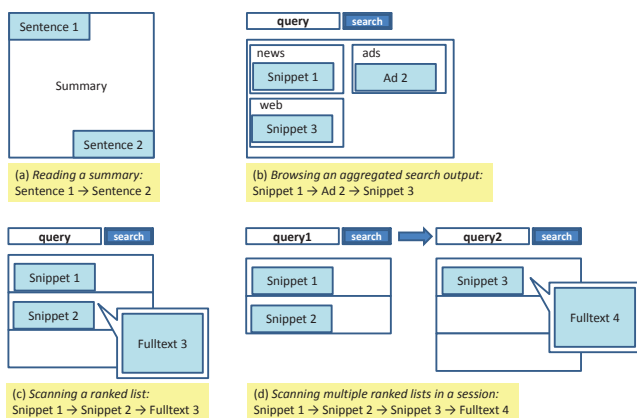 Sentence 1
Summary
Sentence 2
(a) Reading a summary:
Sentence 1 → Sentence 2
query search
news ads
Snippet 1 Ad 2
web
Snippet 3
(b) Browsing an aggregated search output:
Snippet 1 → Ad 2 → Snippet 3
query search
Snippet 1
Snippet 2
Fulltext 3
(c) Scanning a ranked list:
Snippet 1 → Snippet 2 → Fulltext 3
query1 search query2 search
Snippet 1 Snippet 3
Snippet 2 Fulltext 4
(d) Scanning multiple ranked lists in a session:
Snippet 1 → Snippet 2 → Snippet 3 → Fulltext 4